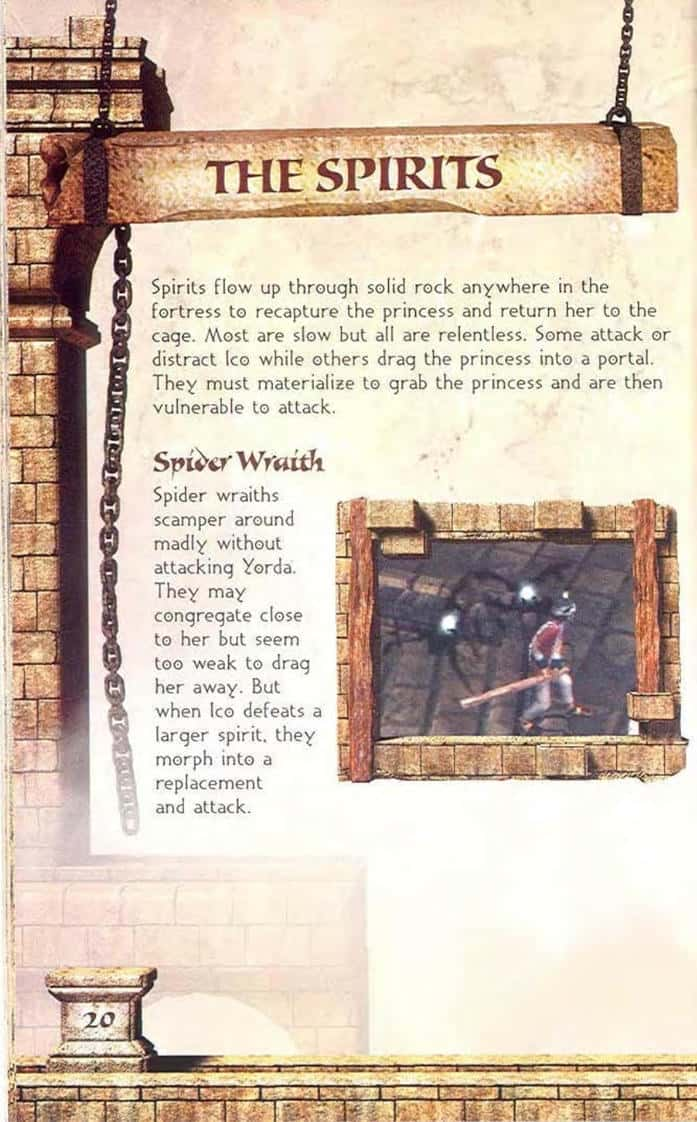 THE SPIRITS
Spirits flow up through solid rock anywhere in the
fortress to recapture the princess and return her to the
cage. Most are slow but all are relentless. Some attack or
distract Ico while others drag the princess into a portal.
They must materialize to grab the princess and are then
vulnerable to attack.
Spider Wraith
Spider wraiths
scamper around
madly without
attacking Yorda.
They may
congregate close
to her but seem
too weak to drag
her away. But
when Ico defeats a
larger spirit, they
morph into a
replacement
and attack.
20